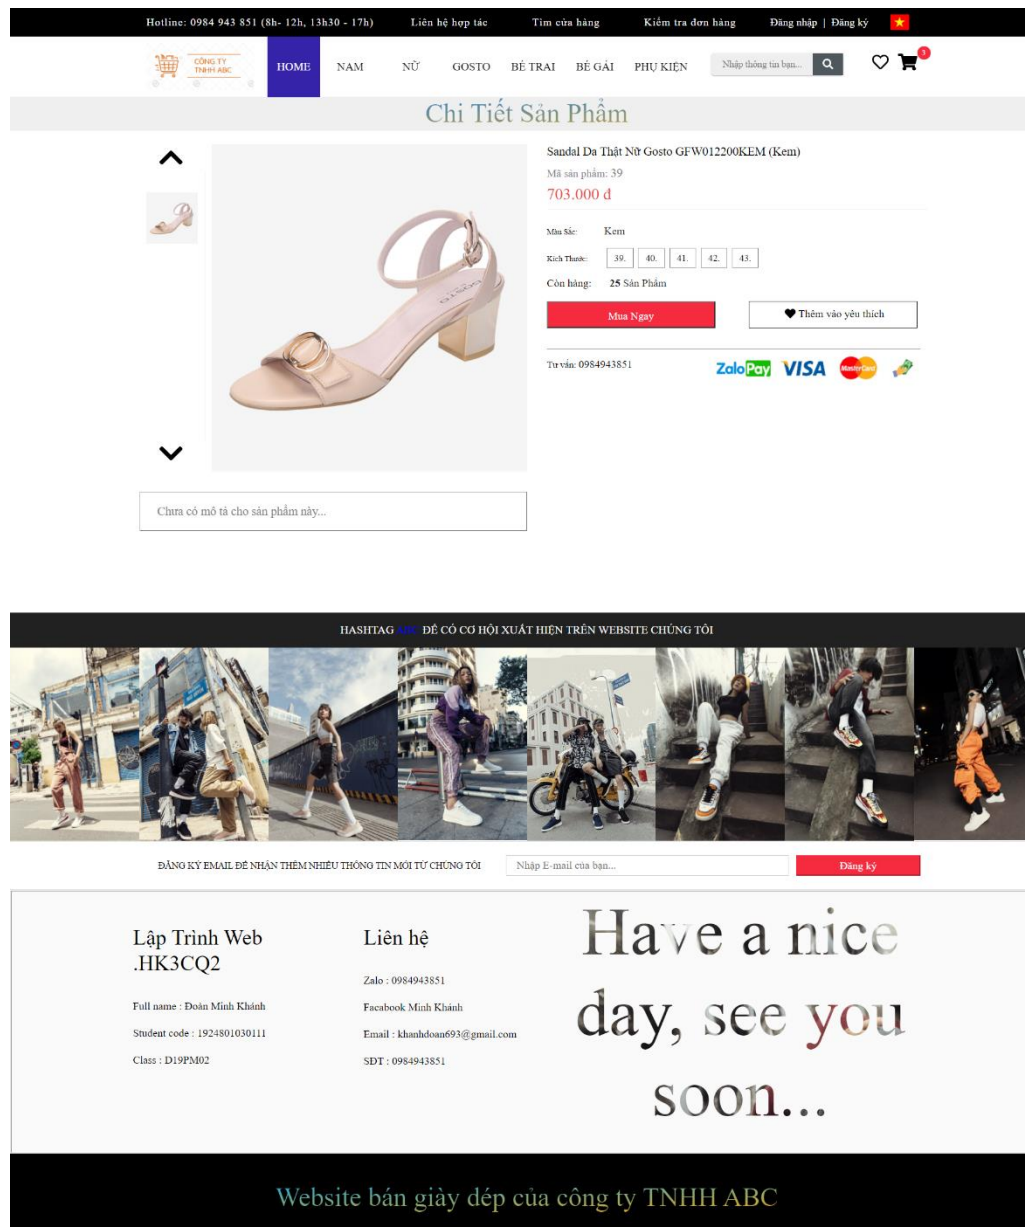 Hotline: 0984 943 851 (8h- 12h, 13h30 - 17h) Liên hệ hợp tác Tìm cửa hàng Kiểm tra đơn hàng Đăng nhập | Đăng ký
CÔNG TY
TNHH ABC
HOME NAM NỮ GOSTO BÉ TRAI BÉ GÁI PHỤ KIỆN Nhập thông tin bạn... 3
Chi Tiết Sản Phẩm
Sandal Da Thật Nữ Gosto GFW012200KEM (Kem)
Mã sản phẩm: 39
703.000 đ
Màu Sắc: Kem
Kích Thước: 39. 40. 41. 42. 43.
Còn hàng: 25 Sản Phẩm
Mua Ngay Thêm vào yêu thích
Tư vấn: 0984943851 ZaloPay VISA MasterCard
GOSTO
Chưa có mô tả cho sản phẩm này...
HASHTAG ABC ĐỂ CÓ CƠ HỘI XUẤT HIỆN TRÊN WEBSITE CHÚNG TÔI
ĐĂNG KÝ EMAIL ĐỂ NHẬN THÊM NHIỀU THÔNG TIN MỚI TỪ CHÚNG TÔI Nhập E-mail của bạn... Đăng ký
Lập Trình Web
.HK3CQ2
Full name : Đoàn Minh Khánh
Student code : 1924801030111
Class : D19PM02
Liên hệ
Zalo : 0984943851
Facabook Minh Khánh
Email : khanhdoan693@gmail.com
SĐT : 0984943851
Have a nice
day, see you
soon...
Website bán giày dép của công ty TNHH ABC